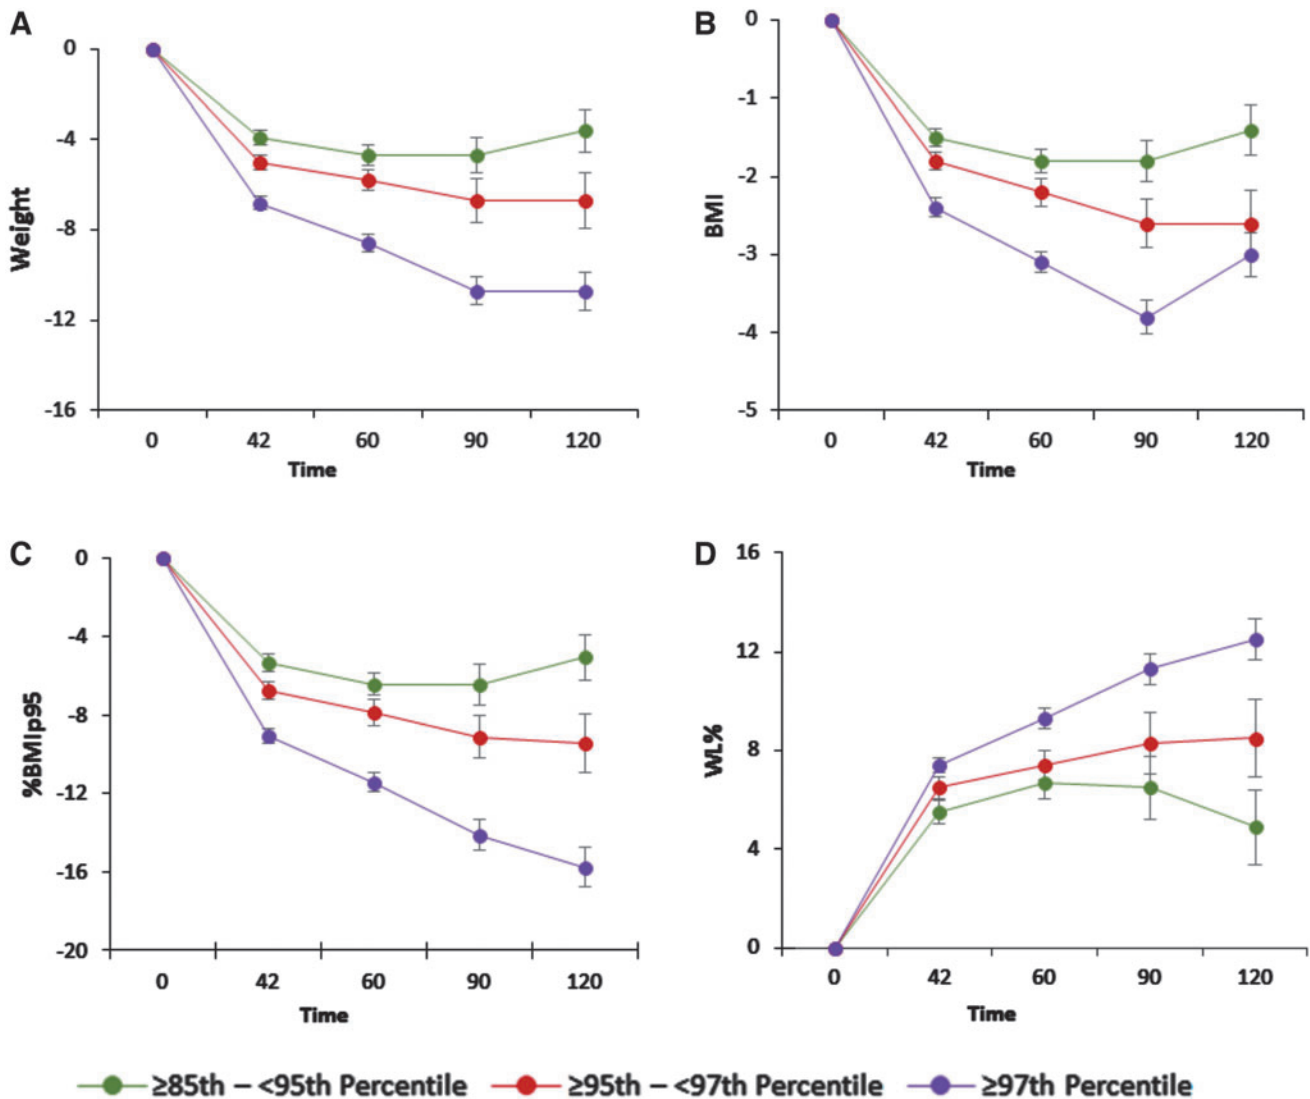 A
0
-4
-8
-12
-16
Weight
0 42 60 90 120
Time
B
0
-1
-2
-3
-4
-5
BMI
0 42 60 90 120
Time
C
0
-4
-8
-12
-16
-20
%BMIp95
0 42 60 90 120
Time
D
16
12
8
4
0
WL%
0 42 60 90 120
Time
≥85th – <95th Percentile ≥95th – <97th Percentile ≥97th Percentile